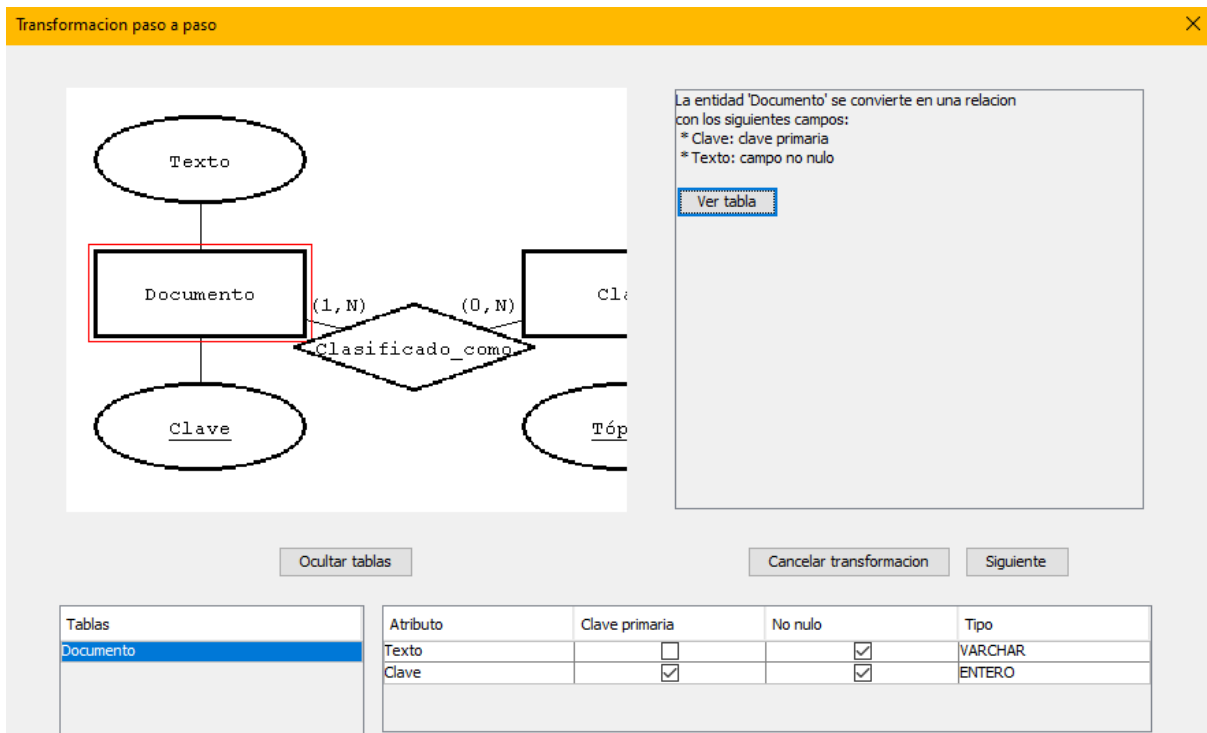 Transformacion paso a paso
Texto
Documento
(1,N)
(0,N)
Clasificado_como
Clave
La entidad 'Documento' se convierte en una relacion
con los siguientes campos:
* Clave: clave primaria
* Texto: campo no nulo
Ver tabla
Ocultar tablas
Cancelar transformacion
Siguiente
Tablas
Documento
Atributo Clave primaria No nulo Tipo
Texto VARCHAR
Clave ENTERO